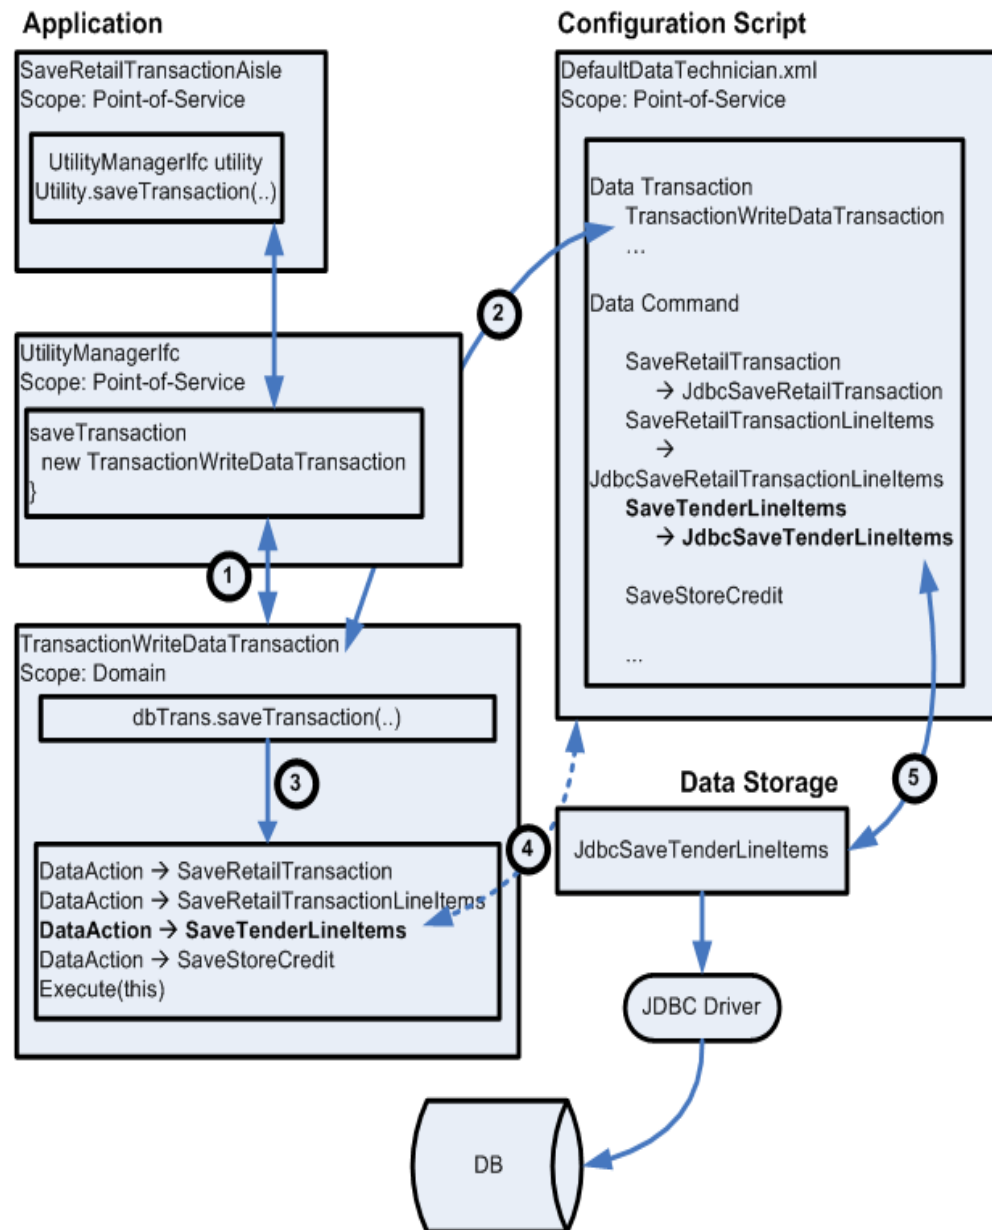 Application
SaveRetailTransactionAisle
Scope: Point-of-Service
UtilityManagerIfc utility
Utility.saveTransaction(..)
UtilityManagerIfc
Scope: Point-of-Service
saveTransaction
new TransactionWriteDataTransaction
}
1
TransactionWriteDataTransaction
Scope: Domain
dbTrans.saveTransaction(..)
3
DataAction → SaveRetailTransaction
DataAction → SaveRetailTransactionLineItems
DataAction → SaveTenderLineItems
DataAction → SaveStoreCredit
Execute(this)
2
4
Configuration Script
DefaultDataTechnician.xml
Scope: Point-of-Service
Data Transaction
TransactionWriteDataTransaction
...
Data Command
SaveRetailTransaction
→ JdbcSaveRetailTransaction
SaveRetailTransactionLineItems
→
JdbcSaveRetailTransactionLineItems
SaveTenderLineItems
→ JdbcSaveTenderLineItems
SaveStoreCredit
...
5
Data Storage
JdbcSaveTenderLineItems
JDBC Driver
DB